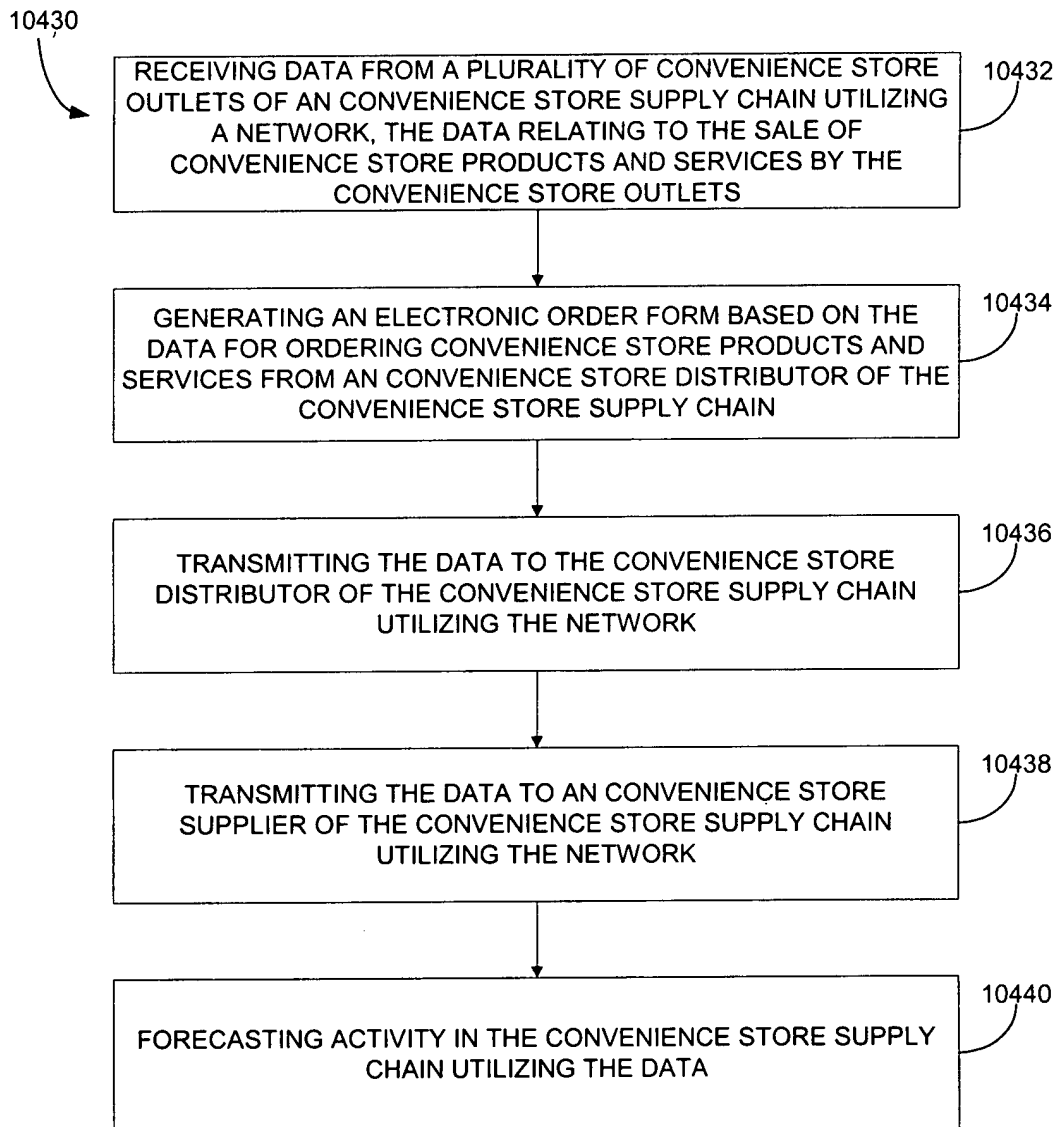 10430
RECEIVING DATA FROM A PLURALITY OF CONVENIENCE STORE
OUTLETS OF AN CONVENIENCE STORE SUPPLY CHAIN UTILIZING
A NETWORK, THE DATA RELATING TO THE SALE OF
CONVENIENCE STORE PRODUCTS AND SERVICES BY THE
CONVENIENCE STORE OUTLETS
10432
GENERATING AN ELECTRONIC ORDER FORM BASED ON THE
DATA FOR ORDERING CONVENIENCE STORE PRODUCTS AND
SERVICES FROM AN CONVENIENCE STORE DISTRIBUTOR OF THE
CONVENIENCE STORE SUPPLY CHAIN
10434
TRANSMITTING THE DATA TO THE CONVENIENCE STORE
DISTRIBUTOR OF THE CONVENIENCE STORE SUPPLY CHAIN
UTILIZING THE NETWORK
10436
TRANSMITTING THE DATA TO AN CONVENIENCE STORE
SUPPLIER OF THE CONVENIENCE STORE SUPPLY CHAIN
UTILIZING THE NETWORK
10438
FORECASTING ACTIVITY IN THE CONVENIENCE STORE SUPPLY
CHAIN UTILIZING THE DATA
10440